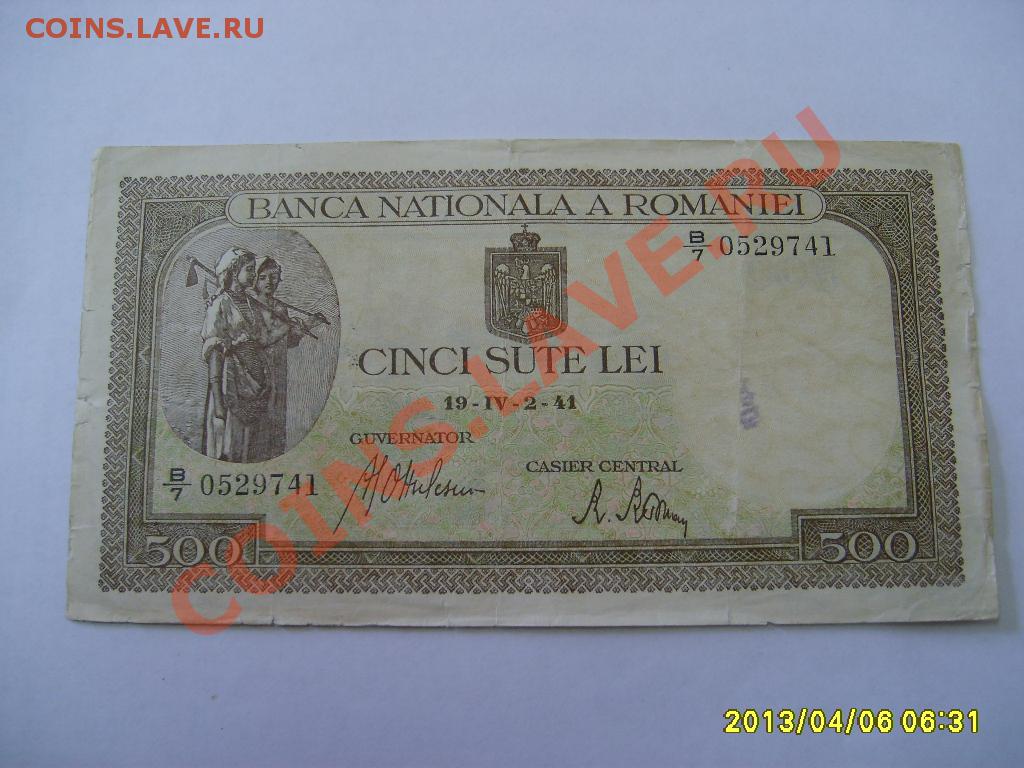 COINS.LAVE.RU
BANCA NATIONALA A ROMANIEI
B/7 0529741
CINCI SUTE LEI
19-IV-2-41
GUVERNATOR
CASIER CENTRAL
B/7 0529741
500
500
COINS.LAVE.RU
2013/04/06 06:31